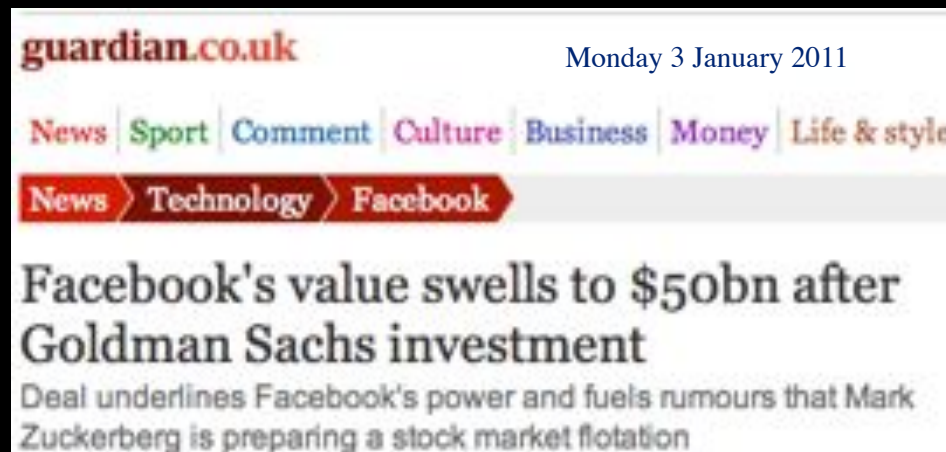 guardian.co.uk Monday 3 January 2011
News Sport Comment Culture Business Money Life & style
News Technology Facebook
Facebook's value swells to $50bn after
Goldman Sachs investment
Deal underlines Facebook's power and fuels rumours that Mark
Zuckerberg is preparing a stock market flotation